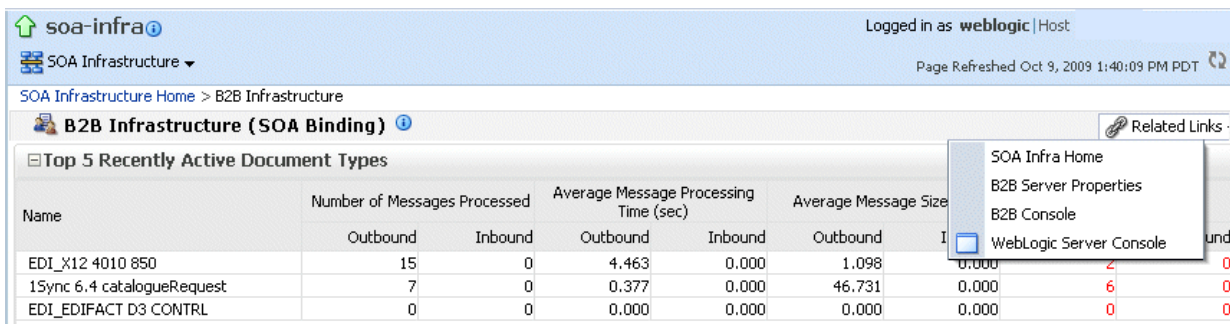 soa-infra
Logged in as weblogic|Host
SOA Infrastructure
Page Refreshed Oct 9, 2009 1:40:09 PM PDT
SOA Infrastructure Home > B2B Infrastructure
B2B Infrastructure (SOA Binding)
Related Links
SOA Infra Home
B2B Server Properties
B2B Console
WebLogic Server Console
Top 5 Recently Active Document Types
Name Number of Messages Processed Average Message Processing Time (sec) Average Message Size
Outbound Inbound Outbound Inbound Outbound
EDI_X12 4010 850 15 0 4.463 0.000 1.098 0.000 2 0
1Sync 6.4 catalogueRequest 7 0 0.377 0.000 46.731 0.000 6 0
EDI_EDIFACT D3 CONTRL 0 0 0.000 0.000 0.000 0.000 0 0